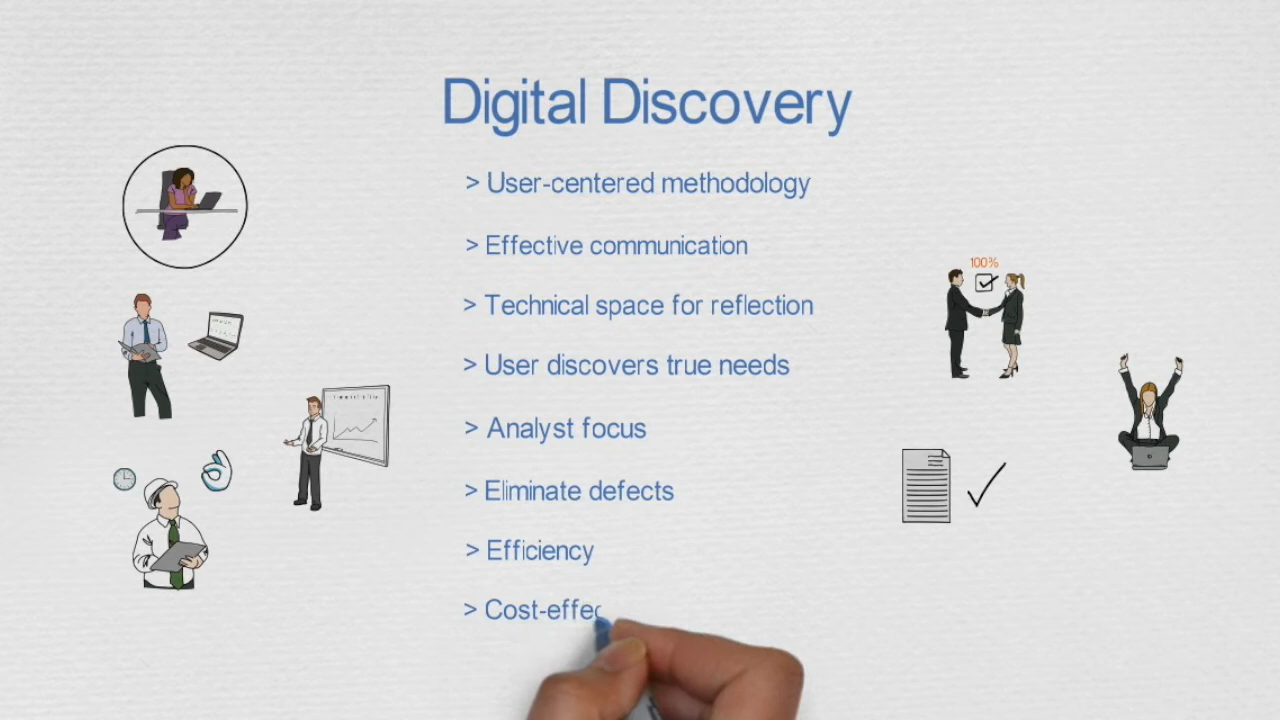 Digital Discovery
> User-centered methodology
> Effective communication
> Technical space for reflection
> User discovers true needs
> Analyst focus
> Eliminate defects
> Efficiency
> Cost-effec
100%